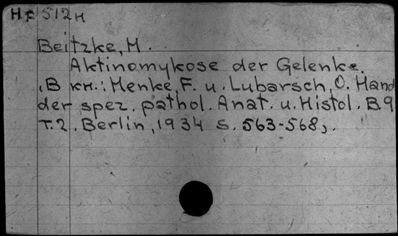 Hf 512н
Beitzke, H.
Aktinomykose der Gelenke.
,B кн.: Henke, F. u. Lubarsch, O. Hand
der spez. pathol. Anat. u. Histol. B 9
T. 2. Berlin, 1934 S. 563-568,.